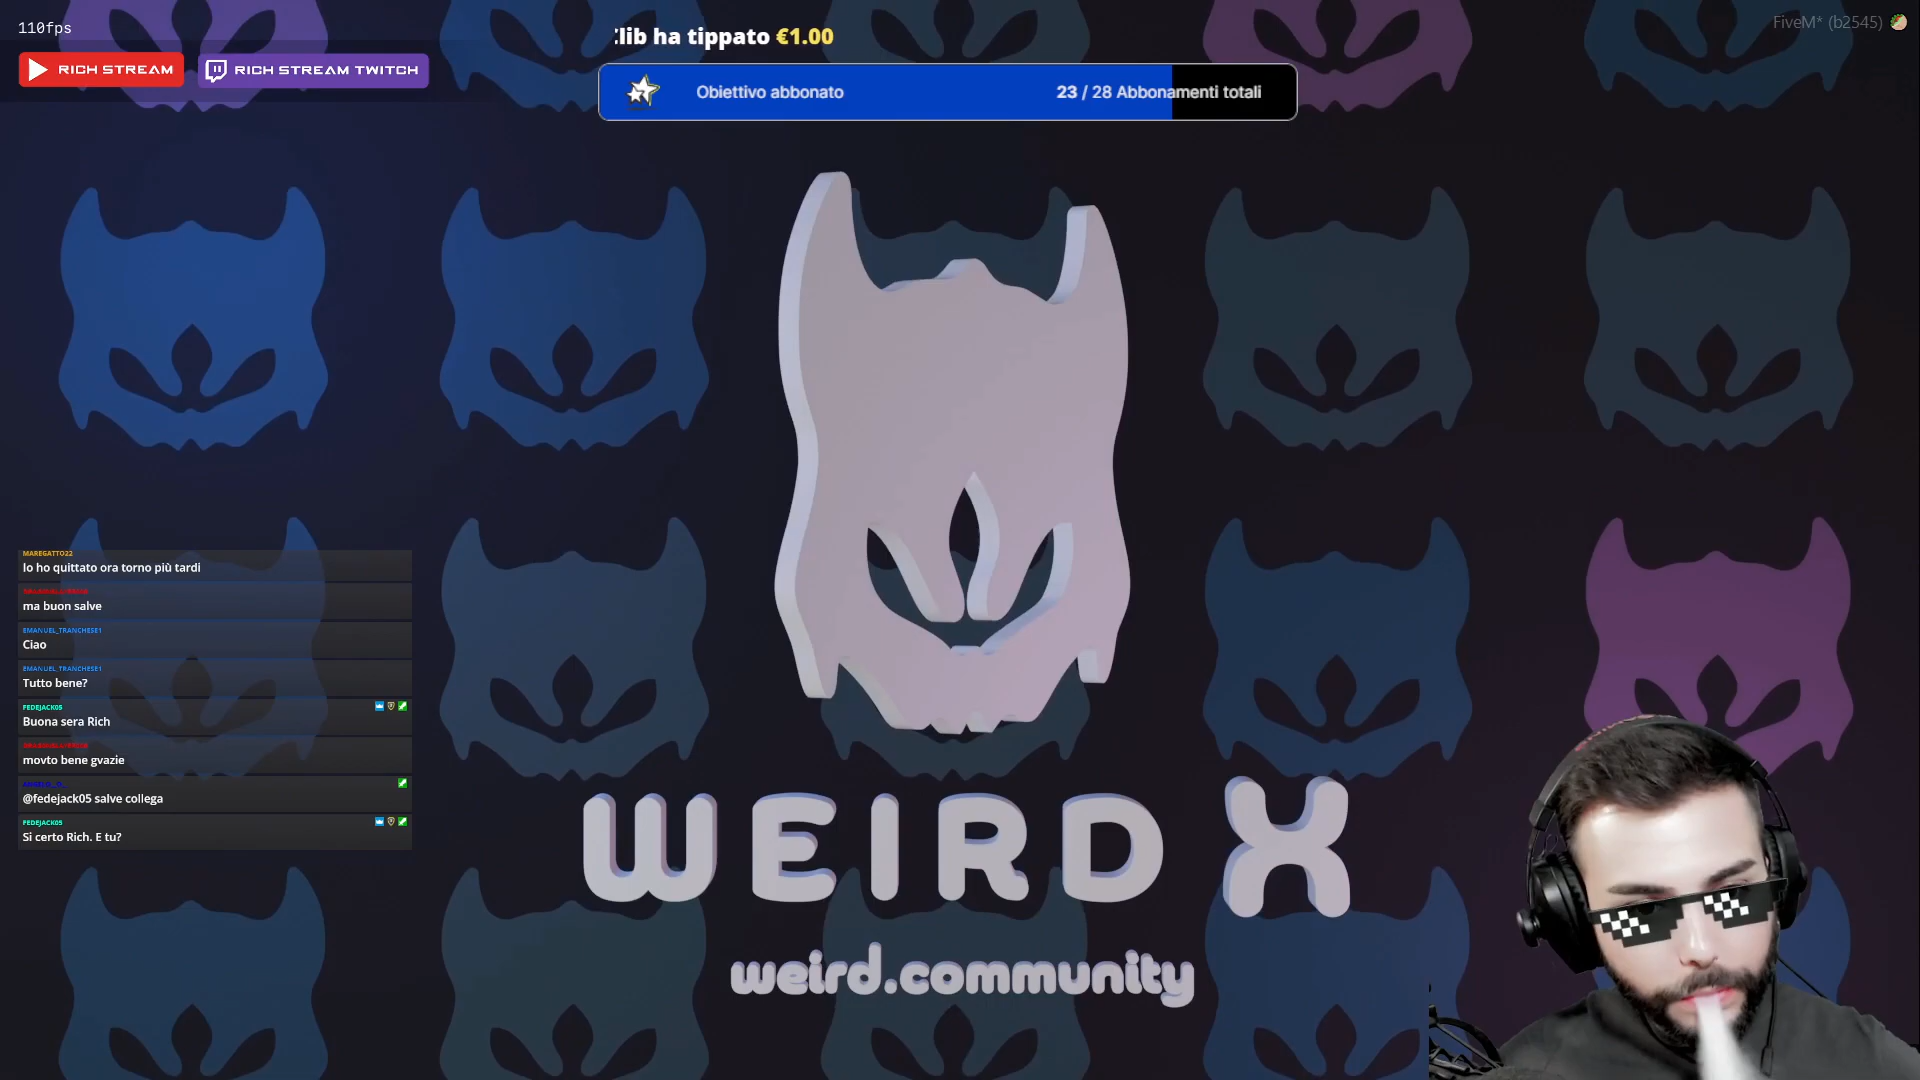 110fps
FiveM* (b2545)
ha tippato €1.00
RICH STREAM
RICH STREAM TWITCH
Obiettivo abbonato
23 / 28 Abbonamenti totali
MAREGATTO22
Io ho quittato ora torno più tardi
ma buon salve
EMANUEL_TRANCHESE1
Ciao
EMANUEL_TRANCHESE1
Tutto bene?
FEDEJACK05
Buona sera Rich
movto bene gvazie
@fedejack05 salve collega
FEDEJACK05
Si certo Rich. E tu?
WEIRD X
weird.community